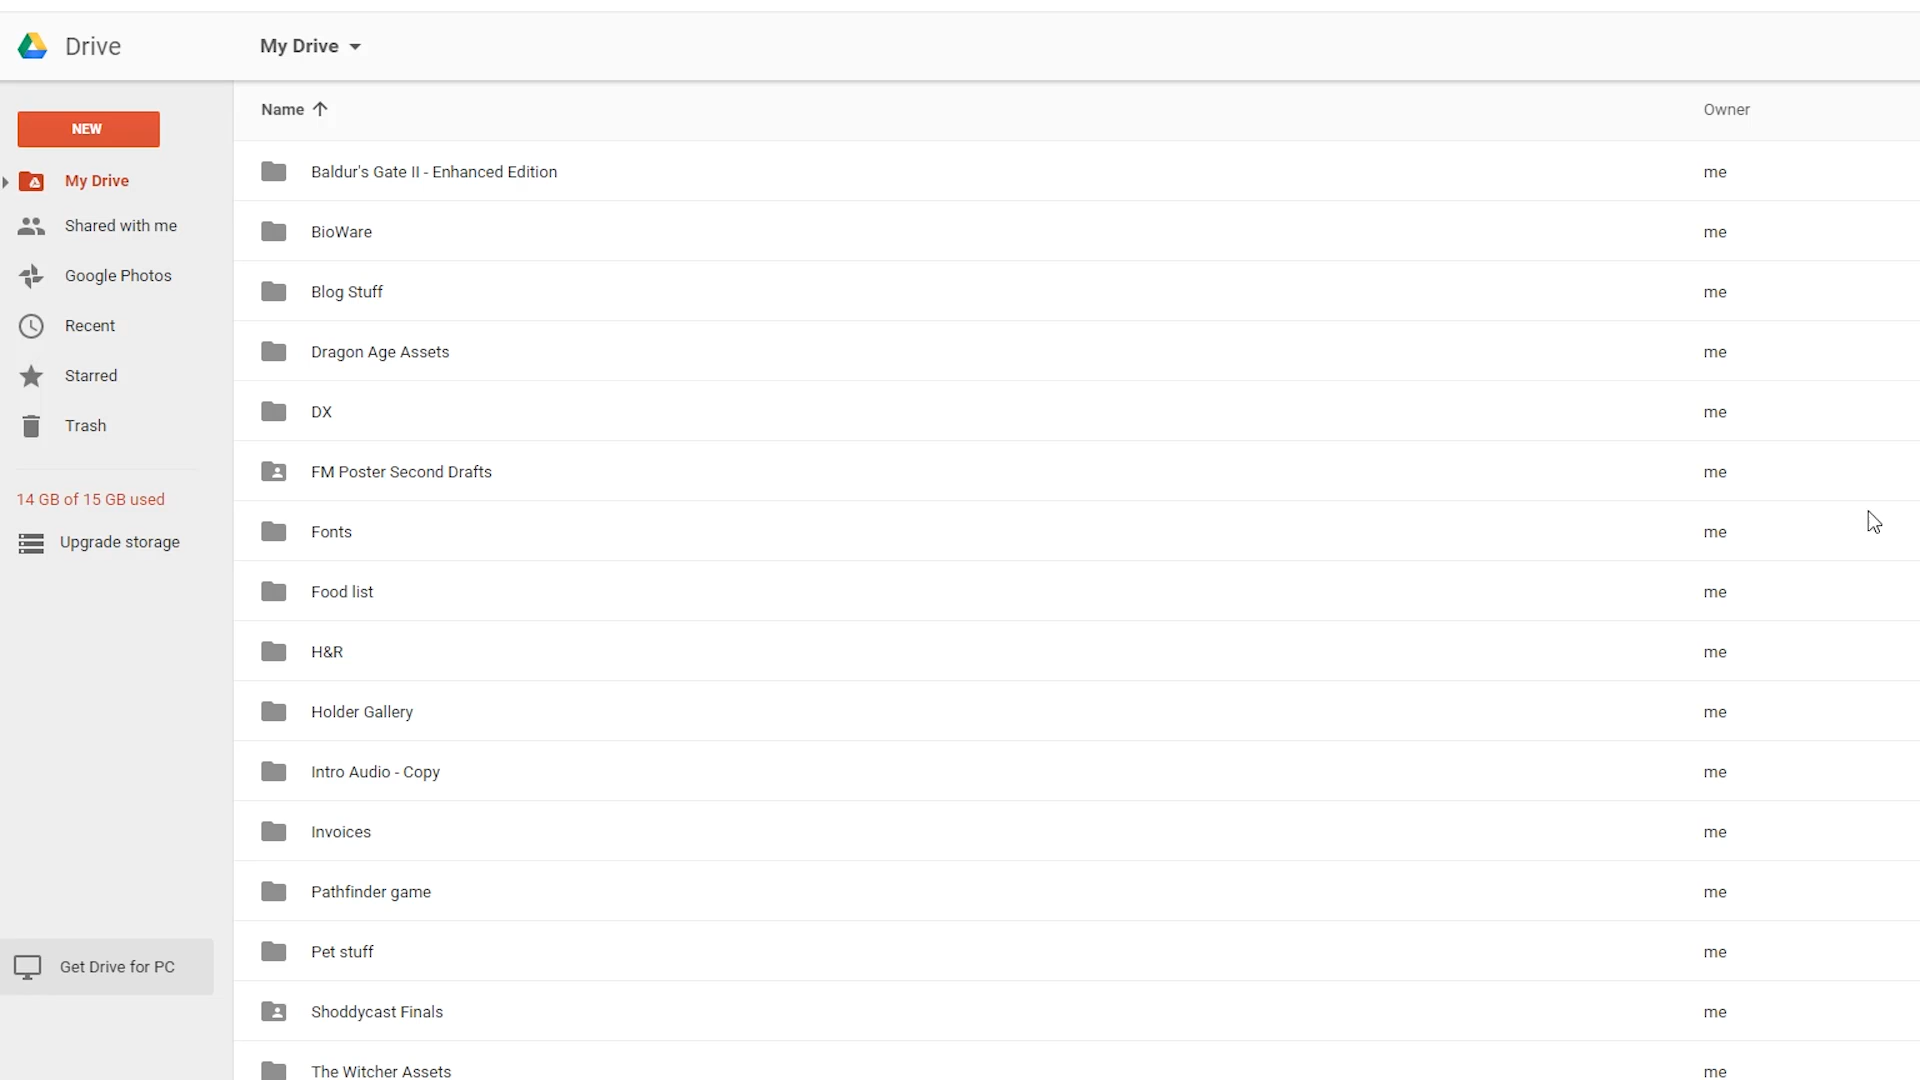 Drive
My Drive
Name
Owner
NEW
My Drive
Shared with me
Google Photos
Recent
Starred
Trash
14 GB of 15 GB used
Upgrade storage
Get Drive for PC
Baldur's Gate II - Enhanced Edition me
BioWare me
Blog Stuff me
Dragon Age Assets me
DX me
FM Poster Second Drafts me
Fonts me
Food list me
H&R me
Holder Gallery me
Intro Audio - Copy me
Invoices me
Pathfinder game me
Pet stuff me
Shoddycast Finals me
The Witcher Assets me